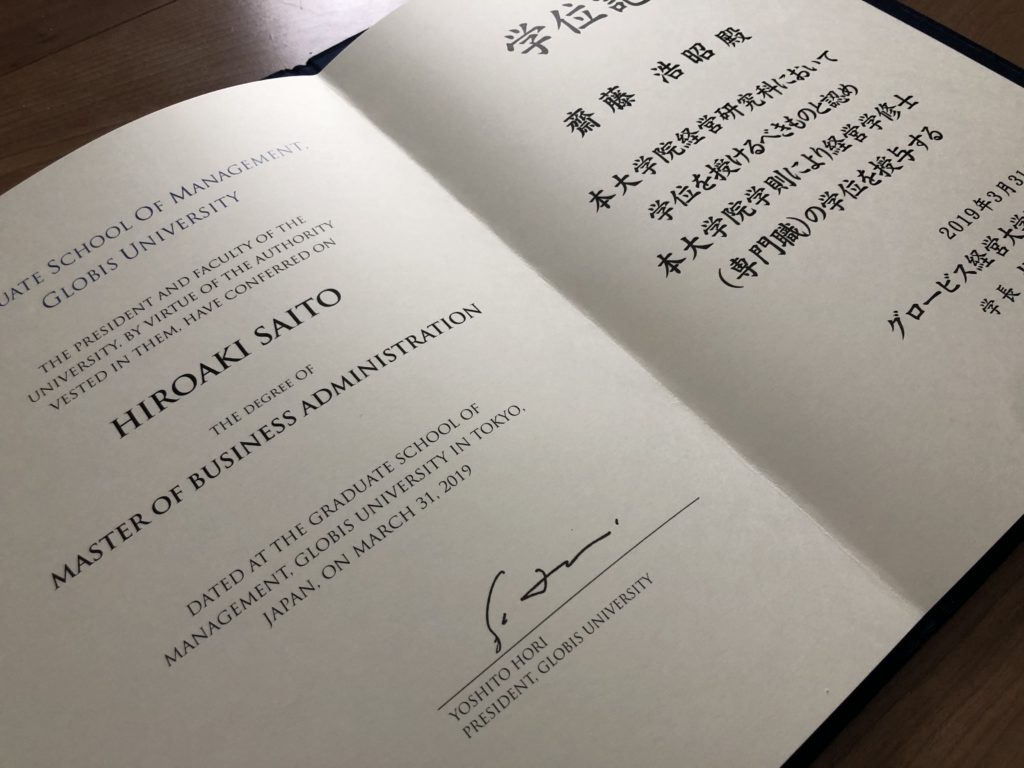 SCHOOL OF MANAGEMENT,
GLOBIS UNIVERSITY
THE PRESIDENT AND FACULTY OF THE
UNIVERSITY, BY VIRTUE OF THE AUTHORITY
VESTED IN THEM, HAVE CONFERRED ON
HIROAKI SAITO
THE DEGREE OF
MASTER OF BUSINESS ADMINISTRATION
DATED AT THE GRADUATE SCHOOL OF
MANAGEMENT, GLOBIS UNIVERSITY IN TOKYO,
JAPAN, ON MARCH 31, 2019
YOSHITO HORI
PRESIDENT, GLOBIS UNIVERSITY
学位記
齋藤 浩昭 殿
本大学院経営研究科において
学位を授けるべきものと認め
本大学院学則により経営学修士
(専門職)の学位を授与する
2019年3月31
グロービス経営大学
学長